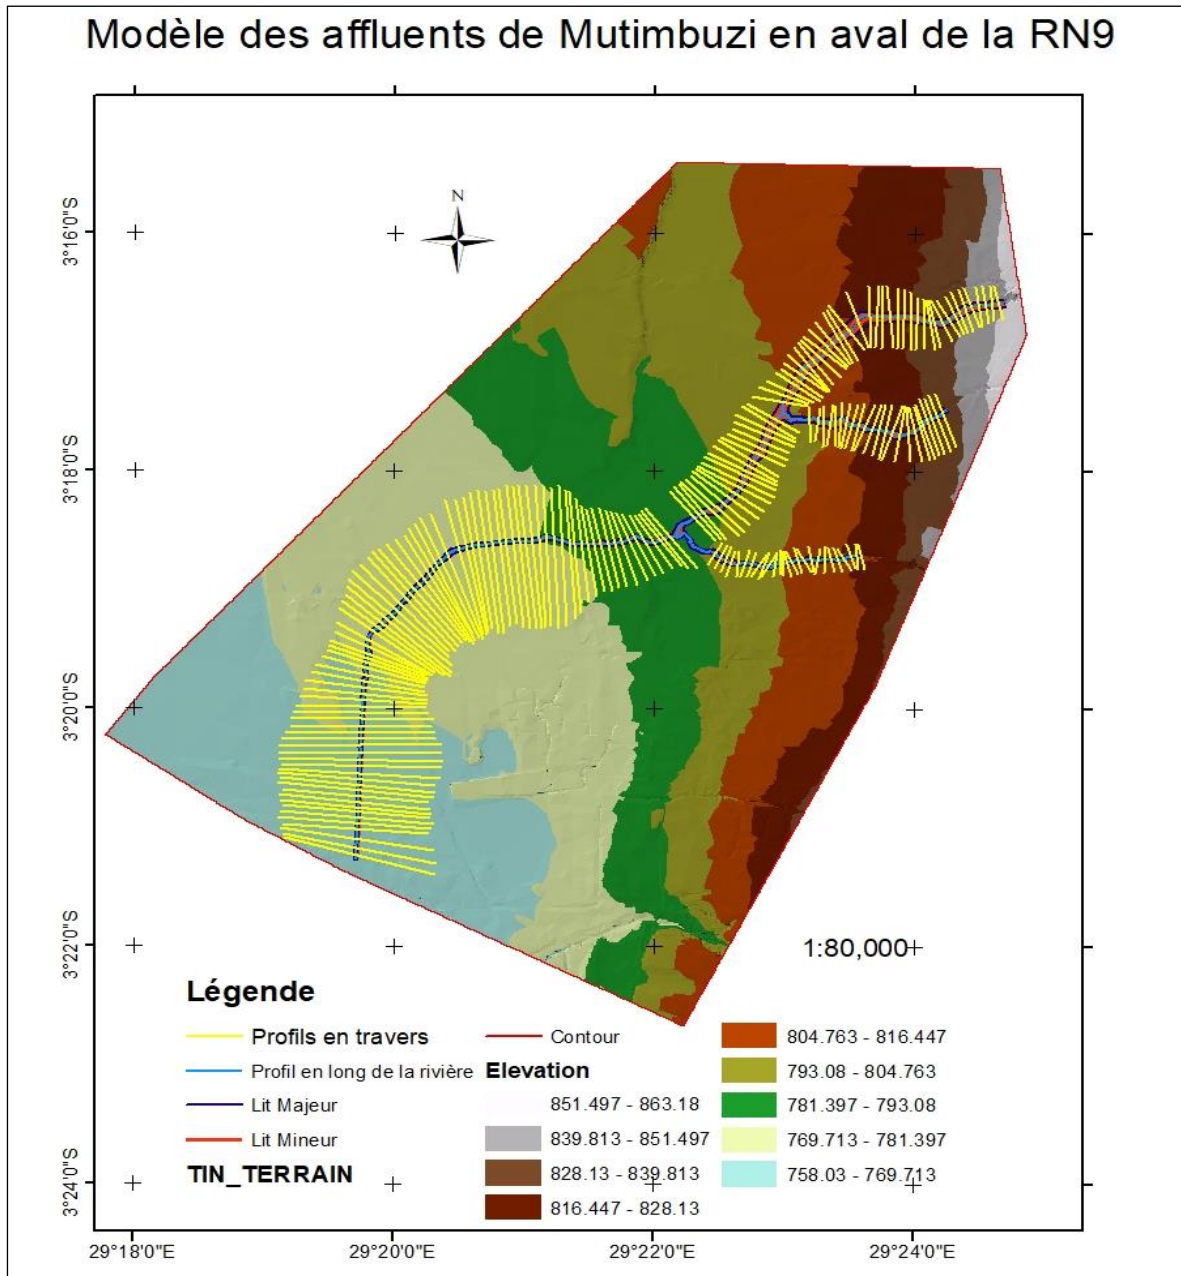 Modèle des affluents de Mutimbuzi en aval de la RN9
N
3°16'0"S
3°18'0"S
3°20'0"S
3°22'0"S
3°24'0"S
1:80,000
Légende
Profils en travers
Profil en long de la rivière
Lit Majeur
Lit Mineur
TIN_TERRAIN
Contour
Elevation
851.497 - 863.18
839.813 - 851.497
828.13 - 839.813
816.447 - 828.13
804.763 - 816.447
793.08 - 804.763
781.397 - 793.08
769.713 - 781.397
758.03 - 769.713
29°18'0"E
29°20'0"E
29°22'0"E
29°24'0"E